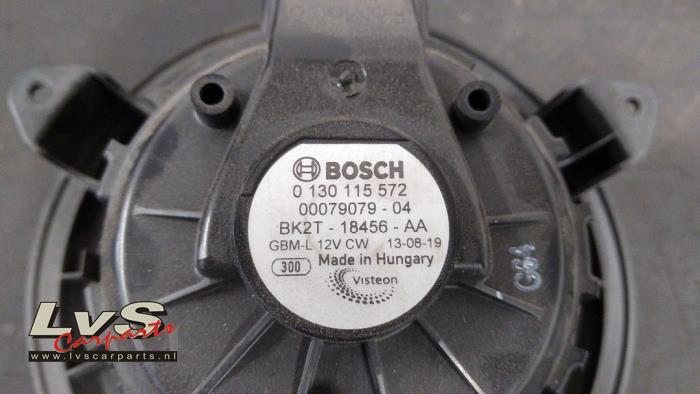 BOSCH
0 130 115 572
00079079 - 04
BK2T - 18456 - AA
GBM-L 12V CW 13-08-19
300 Made in Hungary
Visteon
C64
LvS
Carparts
www.lvscarparts.nl